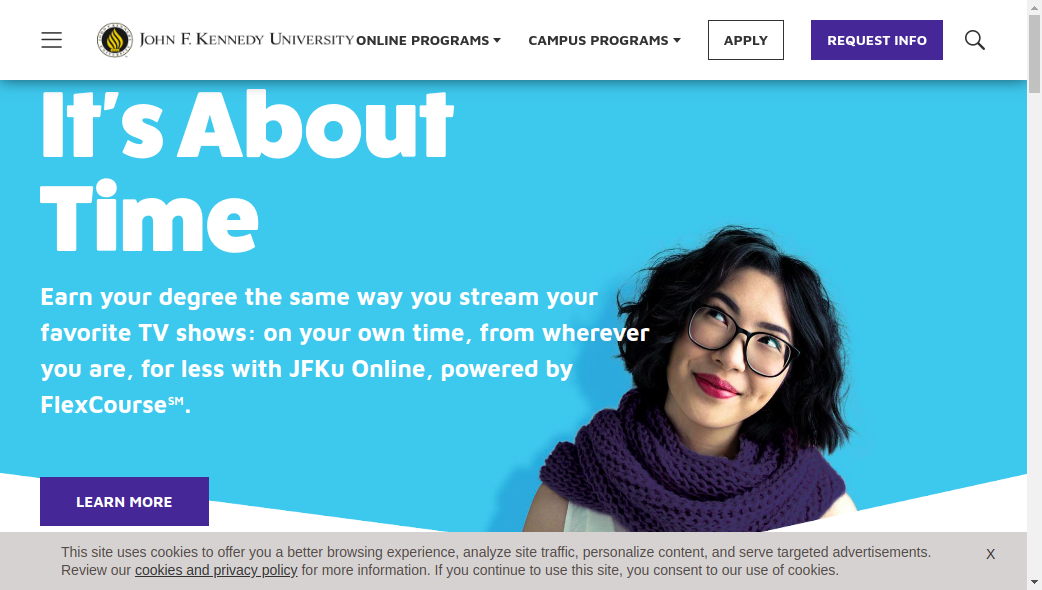 JOHN F. KENNEDY UNIVERSITY
ONLINE PROGRAMS
CAMPUS PROGRAMS
APPLY
REQUEST INFO
It's About
Time
Earn your degree the same way you stream your
favorite TV shows: on your own time, from wherever
you are, for less with JFKu Online, powered by
FlexCourse℠.
LEARN MORE
This site uses cookies to offer you a better browsing experience, analyze site traffic, personalize content, and serve targeted advertisements.
Review our cookies and privacy policy for more information. If you continue to use this site, you consent to our use of cookies.
X